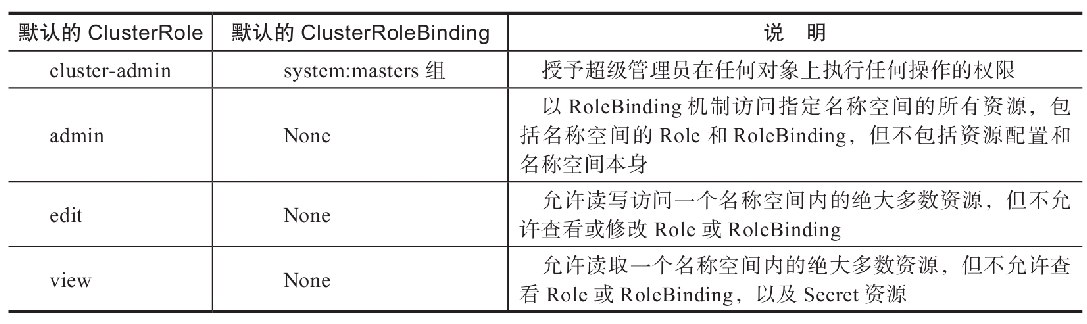 默认的 ClusterRole 默认的 ClusterRoleBinding 说 明
cluster-admin system:masters 组 授予超级管理员在任何对象上执行任何操作的权限
admin None 以 RoleBinding 机制访问指定名称空间的所有资源，包
括名称空间的 Role 和 RoleBinding，但不包括资源配置和
名称空间本身
edit None 允许读写访问一个名称空间内的绝大多数资源，但不允
许查看或修改 Role 或 RoleBinding
view None 允许读取一个名称空间内的绝大多数资源，但不允许查
看 Role 或 RoleBinding，以及 Secret 资源